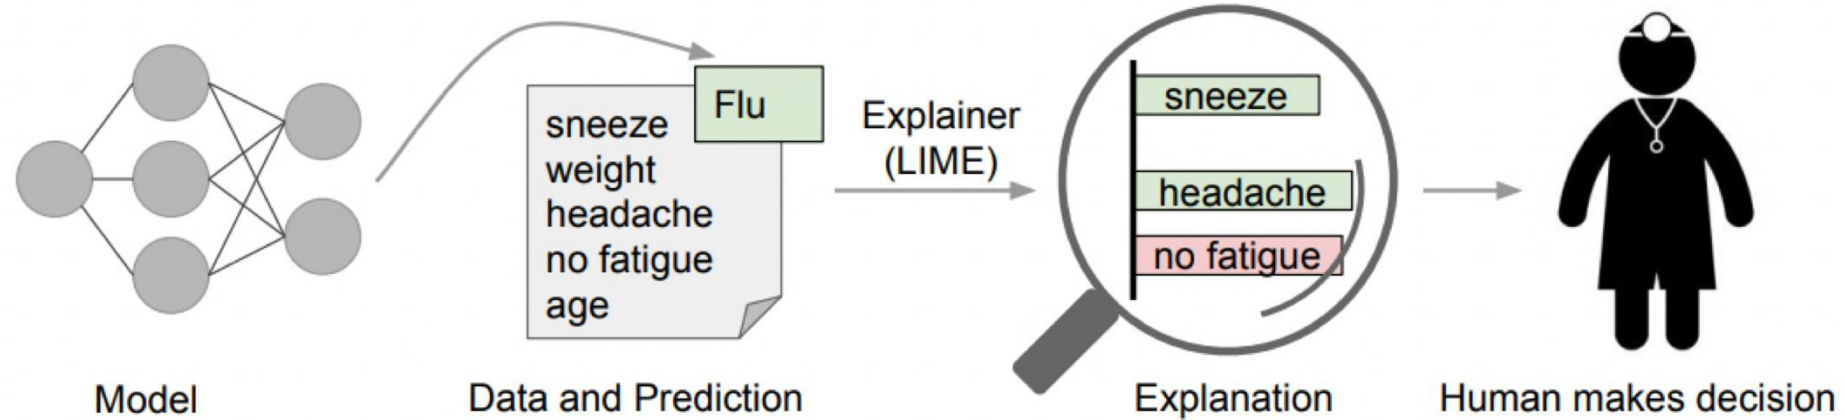 Flu
sneeze
weight
headache
no fatigue
age
Explainer
(LIME)
sneeze
headache
no fatigue
Model
Data and Prediction
Explanation
Human makes decision